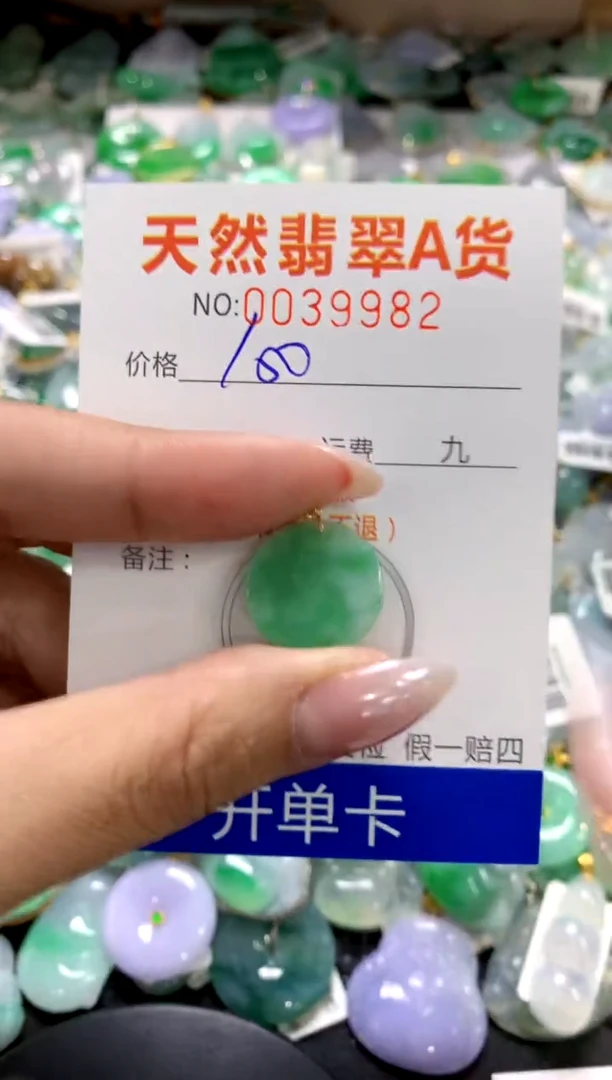 天然翡翠A货
NO:0039982
价格 100
运费 九
不退）
备注：
检 假一赔四
开单卡